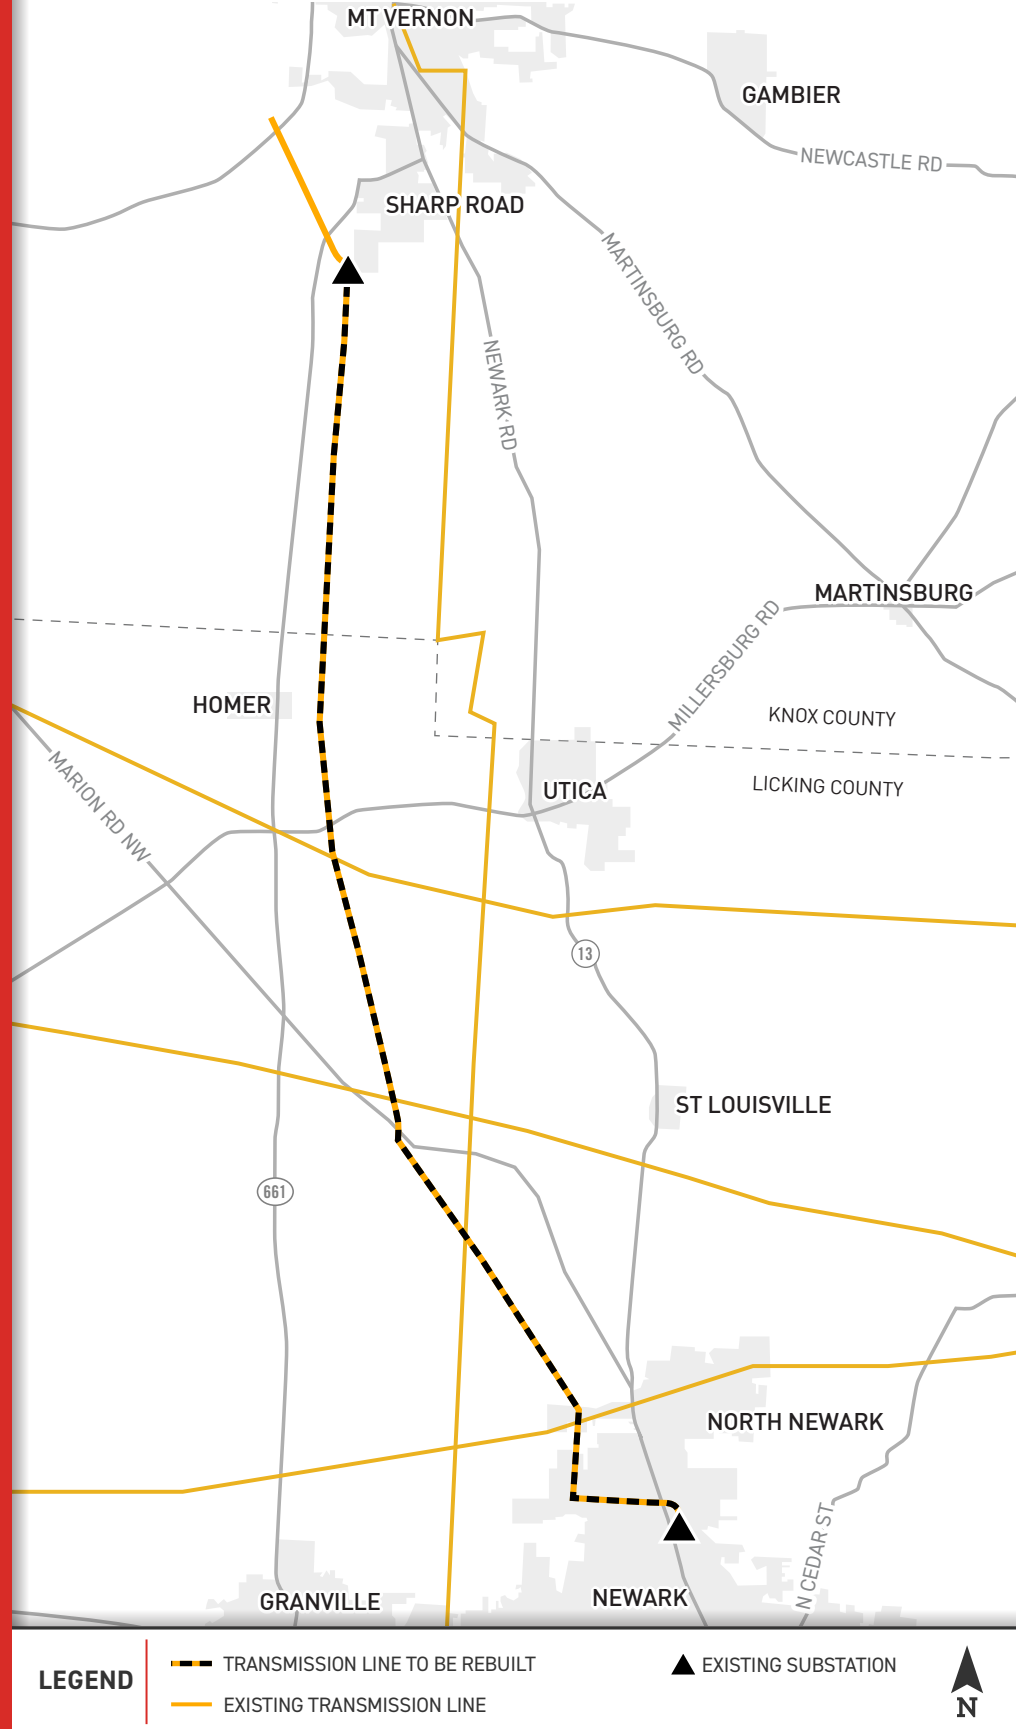 MT VERNON
GAMBIER
NEWCASTLE RD
SHARP ROAD
MARTINSBURG RD
NEWARK RD
MARTINSBURG
MILLERSBURG RD
HOMER
KNOX COUNTY
LICKING COUNTY
UTICA
MARION RD NW
13
ST LOUISVILLE
661
NORTH NEWARK
N CEDAR ST
NEWARK
GRANVILLE
LEGEND
TRANSMISSION LINE TO BE REBUILT
EXISTING TRANSMISSION LINE
EXISTING SUBSTATION
N